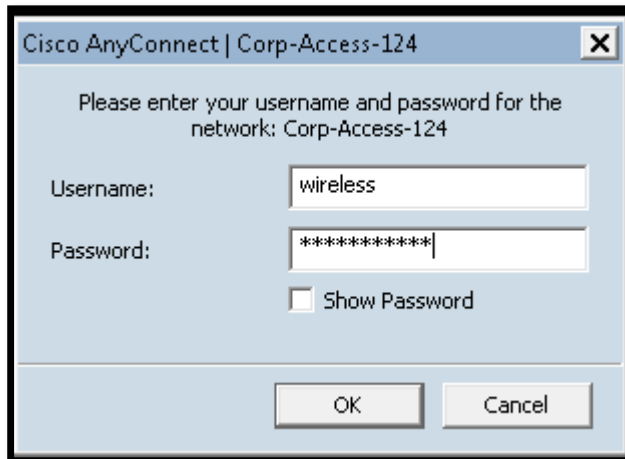 Cisco AnyConnect | Corp-Access-124
Please enter your username and password for the
network: Corp-Access-124
Username:
wireless
Password:
***********
Show Password
OK
Cancel